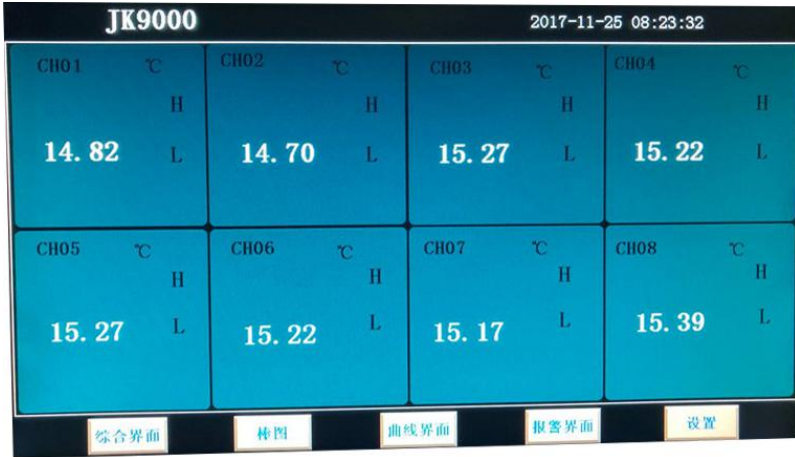 JK9000 2017-11-25 08:23:32
CH01 ℃ CH02 ℃ CH03 ℃ CH04 ℃
H H H H
14.82 L 14.70 L 15.27 L 15.22 L
CH05 ℃ CH06 ℃ CH07 ℃ CH08 ℃
H H H H
15.27 L 15.22 L 15.17 L 15.39 L
综合界面 棒图 曲线界面 报警界面 设置